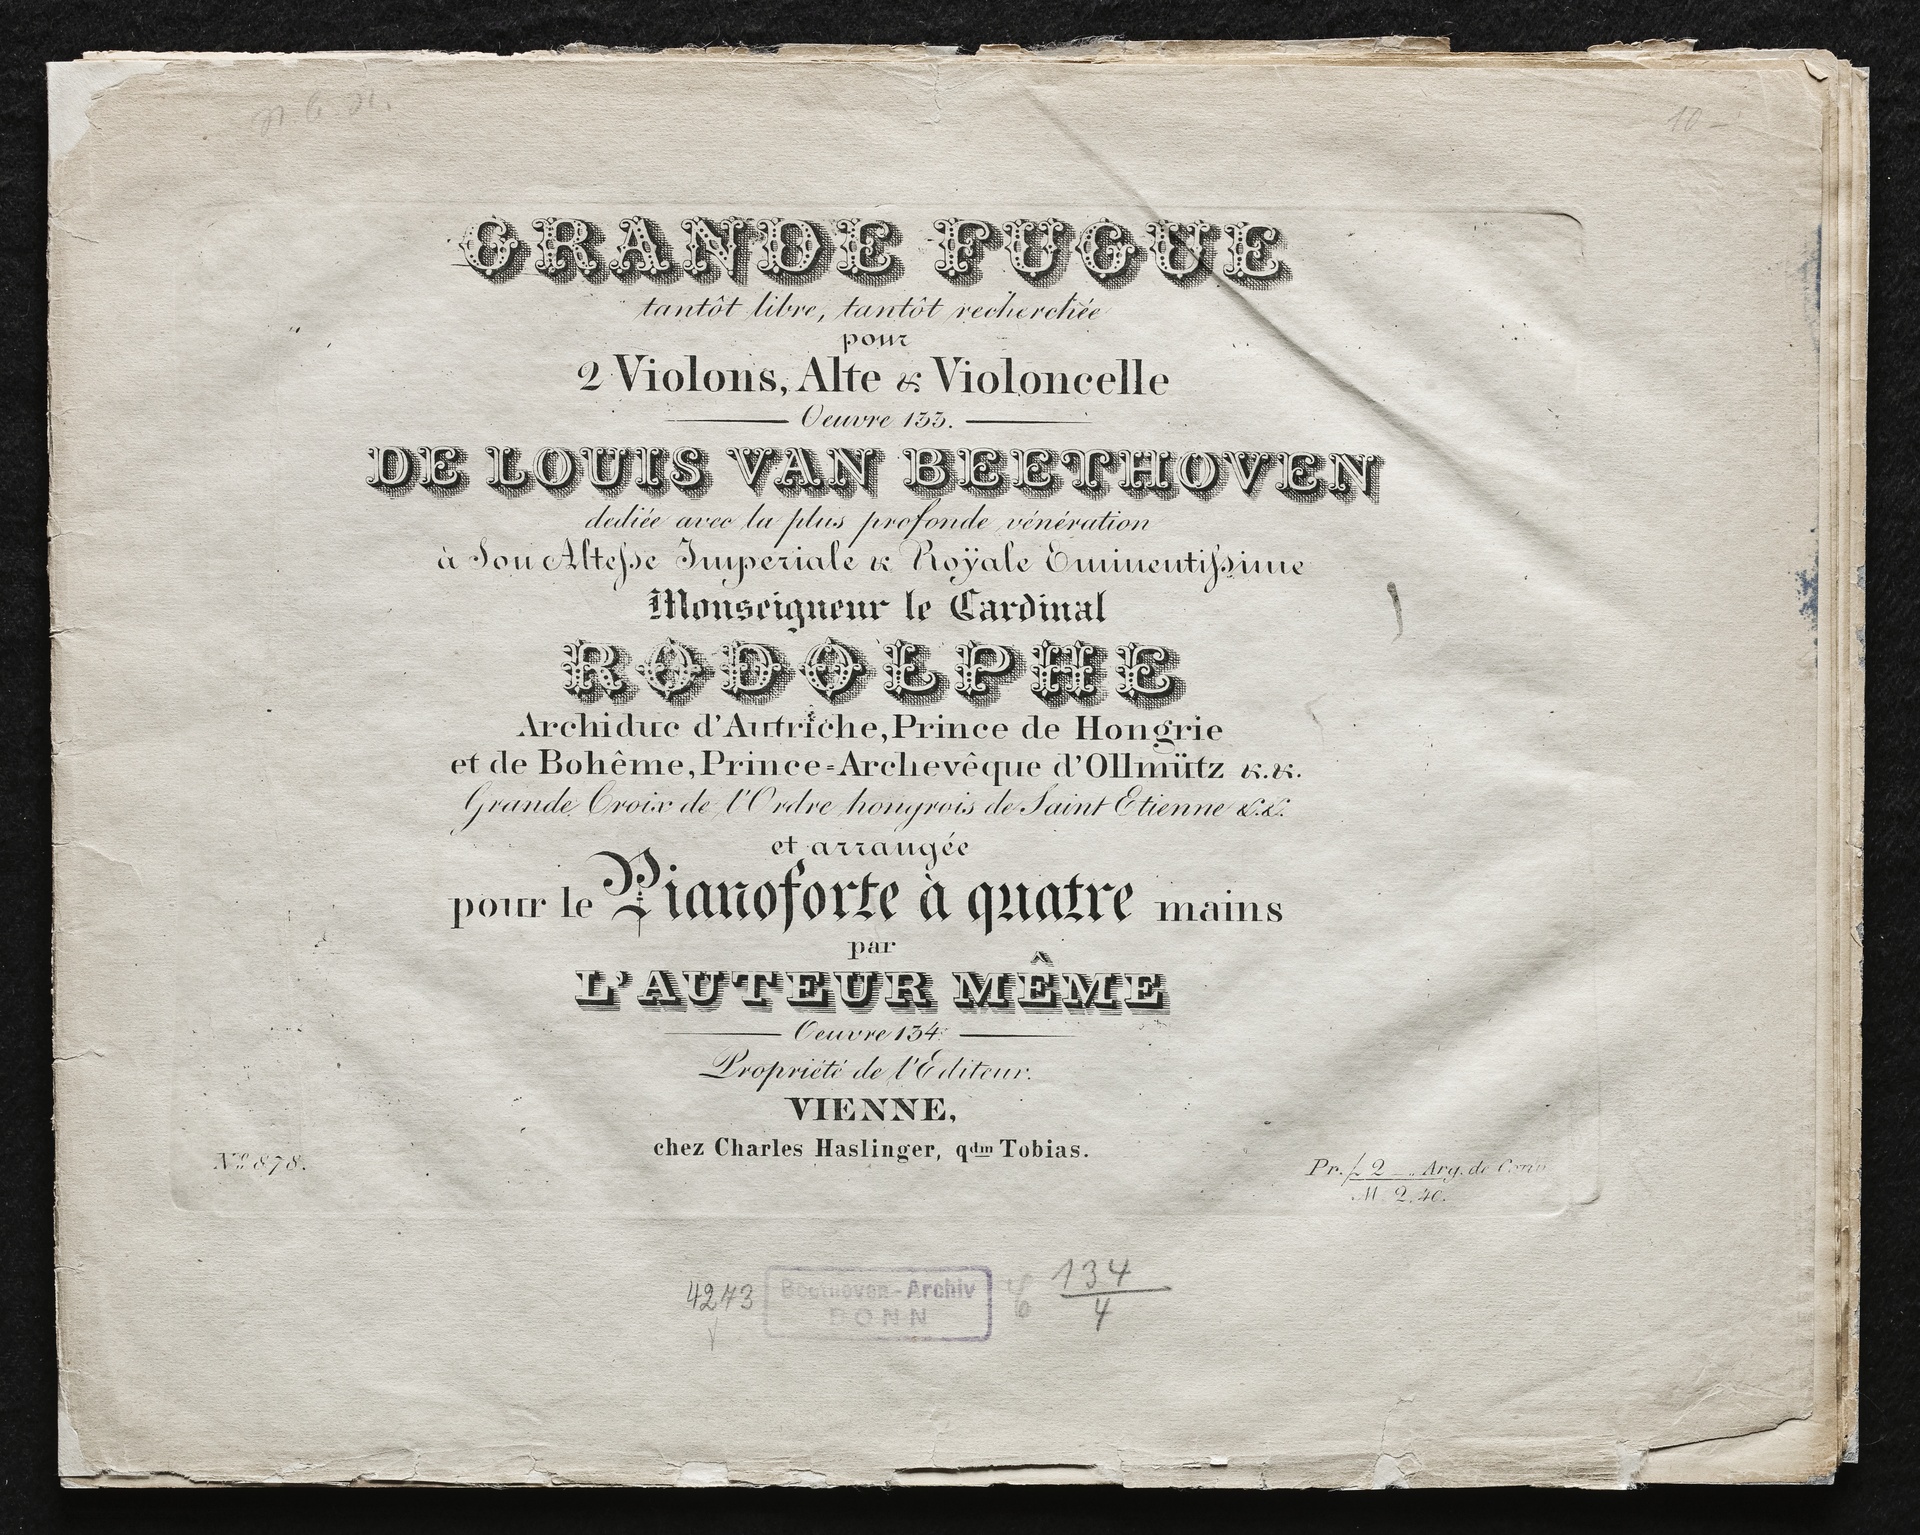 10 —
GRANDE FUGUE
tantôt libre, tantôt recherchée
pour
2 Violons, Alte & Violoncelle
Oeuvre 133.
DE LOUIS VAN BEETHOVEN
dediée avec la plus profonde vénération
à Son Altesse Imperiale & Roÿale Eminentissime
Monseigneur le Cardinal
RODOLPHE
Archiduc d'Autriche, Prince de Hongrie
et de Bohême, Prince=Archevêque d'Ollmütz &.&.
Grande Croix de l'Ordre hongrois de Saint Etienne &.&.
et arrangée
pour le Pianoforte à quatre mains
par
L'AUTEUR MÊME
Oeuvre 134.
Propriété de l'Editeur.
VIENNE,
chez Charles Haslinger, qdm Tobias.
No. 878.
Pr. f. 2 _ „ Arg. de Conv.
M. 2.40.
4243
Beethoven-Archiv
BONN
134
4